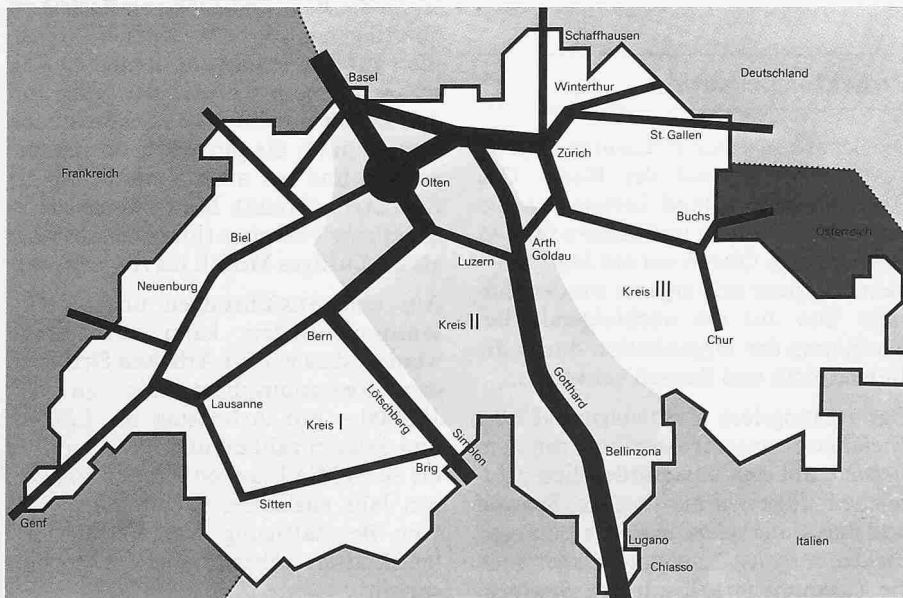 Schaffhausen
Basel
Deutschland
Winterthur
St. Gallen
Zürich
Frankreich
Olten
Buchs
Österreich
Biel
Arth
Goldau
Luzern
Neuenburg
Kreis III
Kreis II
Bern
Chur
Lötschberg
Gotthard
Lausanne
Kreis I
Simplon
Bellinzona
Brig
Sitten
Genf
Lugano
Italien
Chiasso